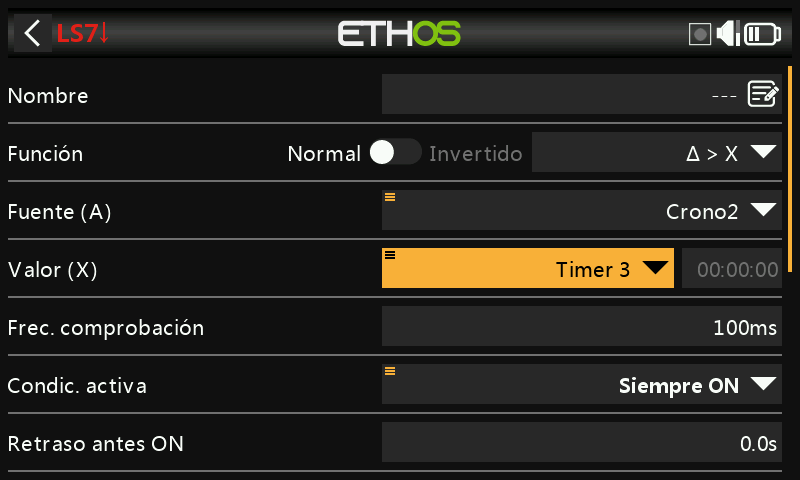 LS7↓ ETHOS
Nombre ---
Función Normal Invertido Δ > X
Fuente (A) Crono2
Valor (X) Timer 3 00:00:00
Frec. comprobación 100ms
Condic. activa Siempre ON
Retraso antes ON 0.0s